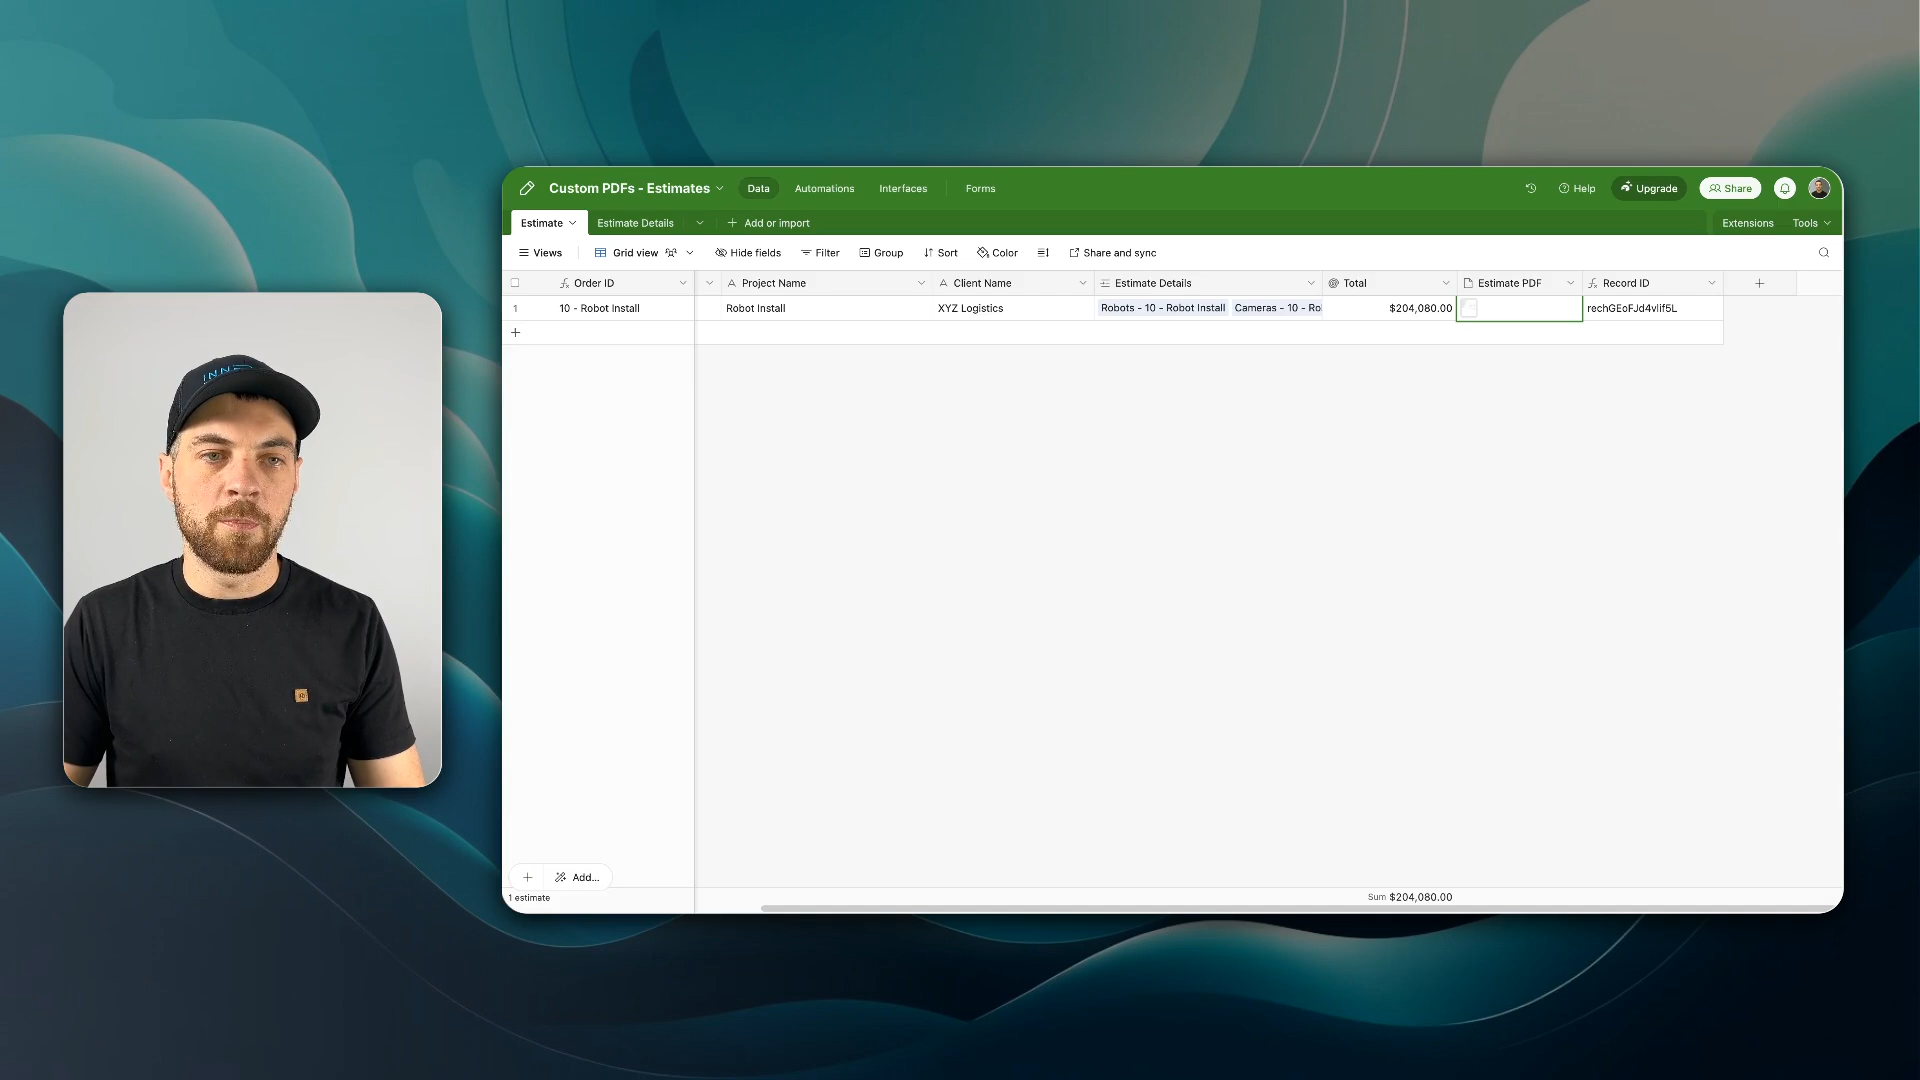 Custom PDFs - Estimates
Data
Automations
Interfaces
Forms
Help
Upgrade
Share
Estimate
Estimate Details
Add or import
Extensions
Tools
Views
Grid view
Hide fields
Filter
Group
Sort
Color
Share and sync
Order ID
Project Name
Client Name
Estimate Details
Total
Estimate PDF
Record ID
1
10 - Robot Install
Robot Install
XYZ Logistics
Robots - 10 - Robot Install
Cameras - 10 - Ro
$204,080.00
Add...
1 estimate
Sum $204,080.00